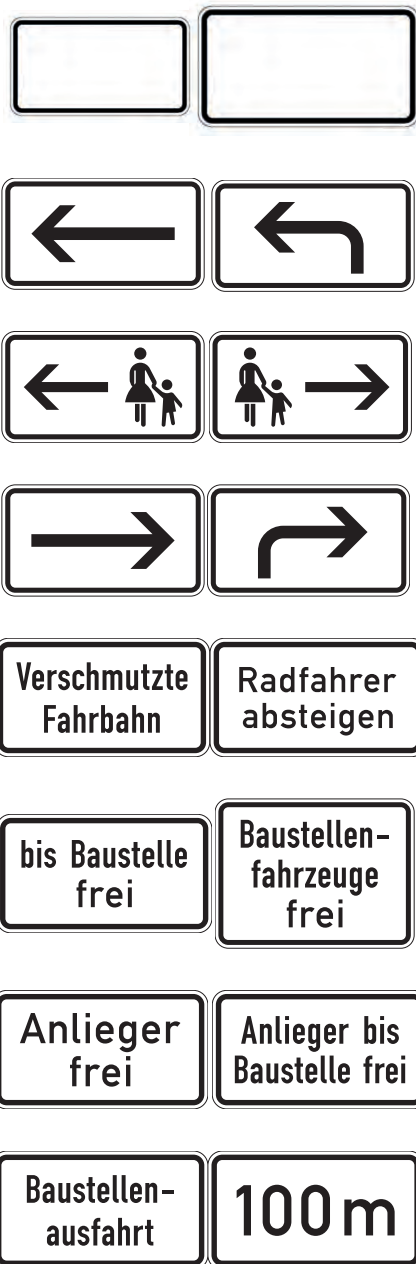 Verschmutzte
Fahrbahn
Radfahrer
absteigen
bis Baustelle
frei
Baustellen-
fahrzeuge
frei
Anlieger
frei
Anlieger bis
Baustelle frei
Baustellen-
ausfahrt
100 m